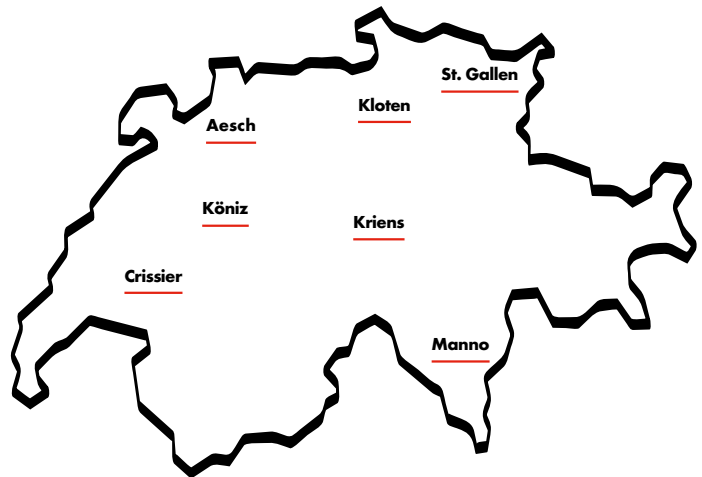 St. Gallen
Kloten
Aesch
Köniz
Kriens
Crissier
Manno